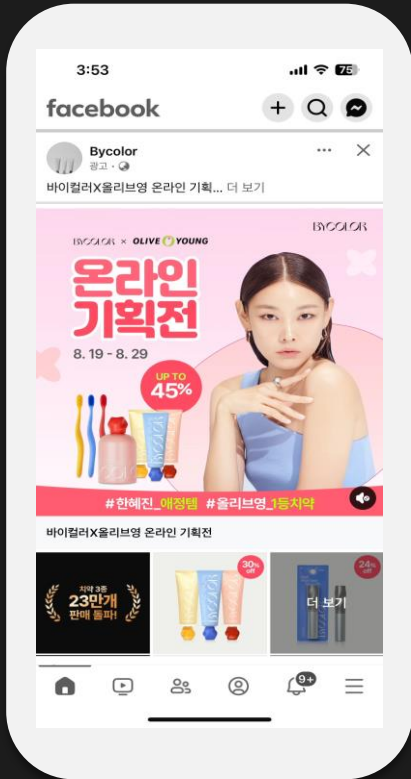 3:53
75
facebook
Bycolor
광고
바이컬러X올리브영 온라인 기획... 더 보기
BYCOLOR
BYCOLOR × OLIVE YOUNG
온라인
기획전
8. 19 - 8. 29
UP TO
45%
#한혜진_애정템 #올리브영_1등치약
바이컬러X올리브영 온라인 기획전
치약 3종
23만개
판매 돌파!
30%
off
BYCOLOR
24%
off
더 보기
9+